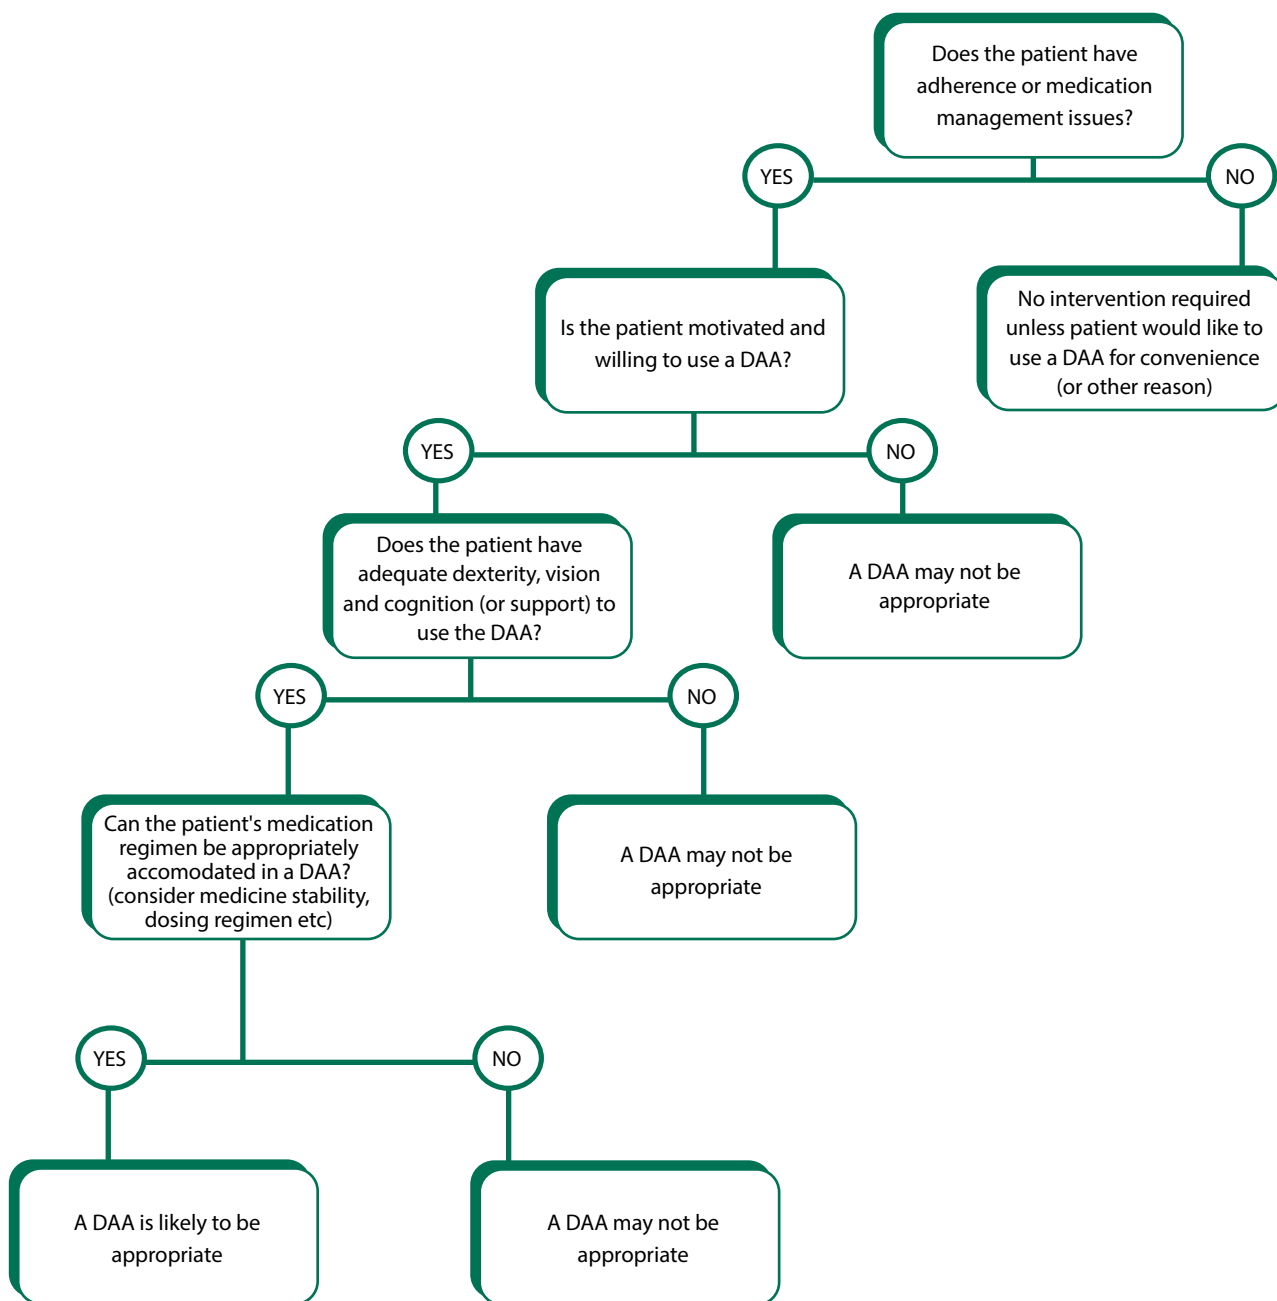 Does the patient have
adherence or medication
management issues?
YES
NO
Is the patient motivated and
willing to use a DAA?
No intervention required
unless patient would like to
use a DAA for convenience
(or other reason)
YES
NO
Does the patient have
adequate dexterity, vision
and cognition (or support) to
use the DAA?
A DAA may not be
appropriate
YES
NO
Can the patient's medication
regimen be appropriately
accomodated in a DAA?
(consider medicine stability,
dosing regimen etc)
A DAA may not be
appropriate
YES
NO
A DAA is likely to be
appropriate
A DAA may not be
appropriate